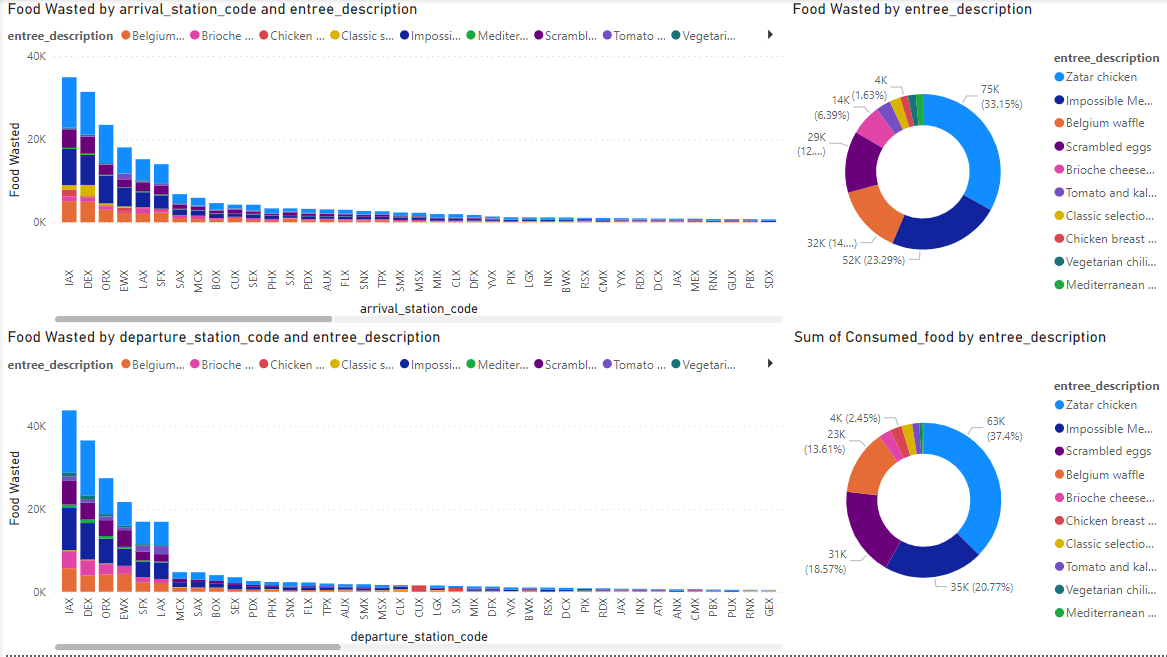 Food Wasted by arrival_station_code and entree_description
entree_description Belgium... Brioche ... Chicken ... Classic s... Impossi... Mediter... Scrambl... Tomato ... Vegetari...
40K
20K
0K
Food Wasted
IAX DEX ORX EWX LAX SFX SAX MCX BOX CUX SEX PHX SJX PDX AUX FLX SNX TPX SMX MSX MIX CLX DFX YVX PIX LGX INX BWX RSX CMX YYX RDX DCX JAX MEX RNX GUX PBX SDX
arrival_station_code
Food Wasted by entree_description
4K
(1.63%)
14K
(6.39%)
29K
(12....)
32K (14....)
52K (23.29%)
75K
(33.15%)
entree_description
Zatar chicken
Impossible Me...
Belgium waffle
Scrambled eggs
Brioche cheese...
Tomato and kal...
Classic selectio...
Chicken breast ...
Vegetarian chili...
Mediterranean ...
Food Wasted by departure_station_code and entree_description
entree_description Belgium... Brioche ... Chicken ... Classic s... Impossi... Mediter... Scrambl... Tomato ... Vegetari...
40K
20K
0K
Food Wasted
IAX DEX ORX EWX SFX LAX MCX SAX BOX SEX PDX PHX SNX FLX TPX AUX SMX MSX CLX CUX LGX SJX MIX DFX YVX BWX RSX DCX PIX RDX JAX INX ATX ANX CMX PBX PUX RNX GEX
departure_station_code
Sum of Consumed_food by entree_description
4K (2.45%)
23K
(13.61%)
31K
(18.57%)
35K (20.77%)
63K
(37.4%)
entree_description
Zatar chicken
Impossible Me...
Scrambled eggs
Belgium waffle
Brioche cheese...
Chicken breast ...
Classic selectio...
Tomato and kal...
Vegetarian chili...
Mediterranean ...